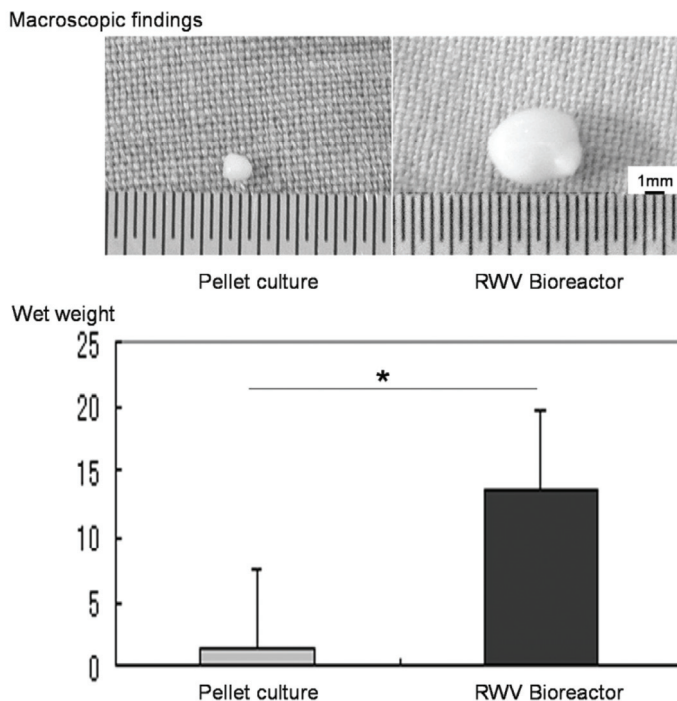 Macroscopic findings
1mm
Pellet culture RWV Bioreactor
Wet weight
25
*
20
15
10
5
0
Pellet culture RWV Bioreactor